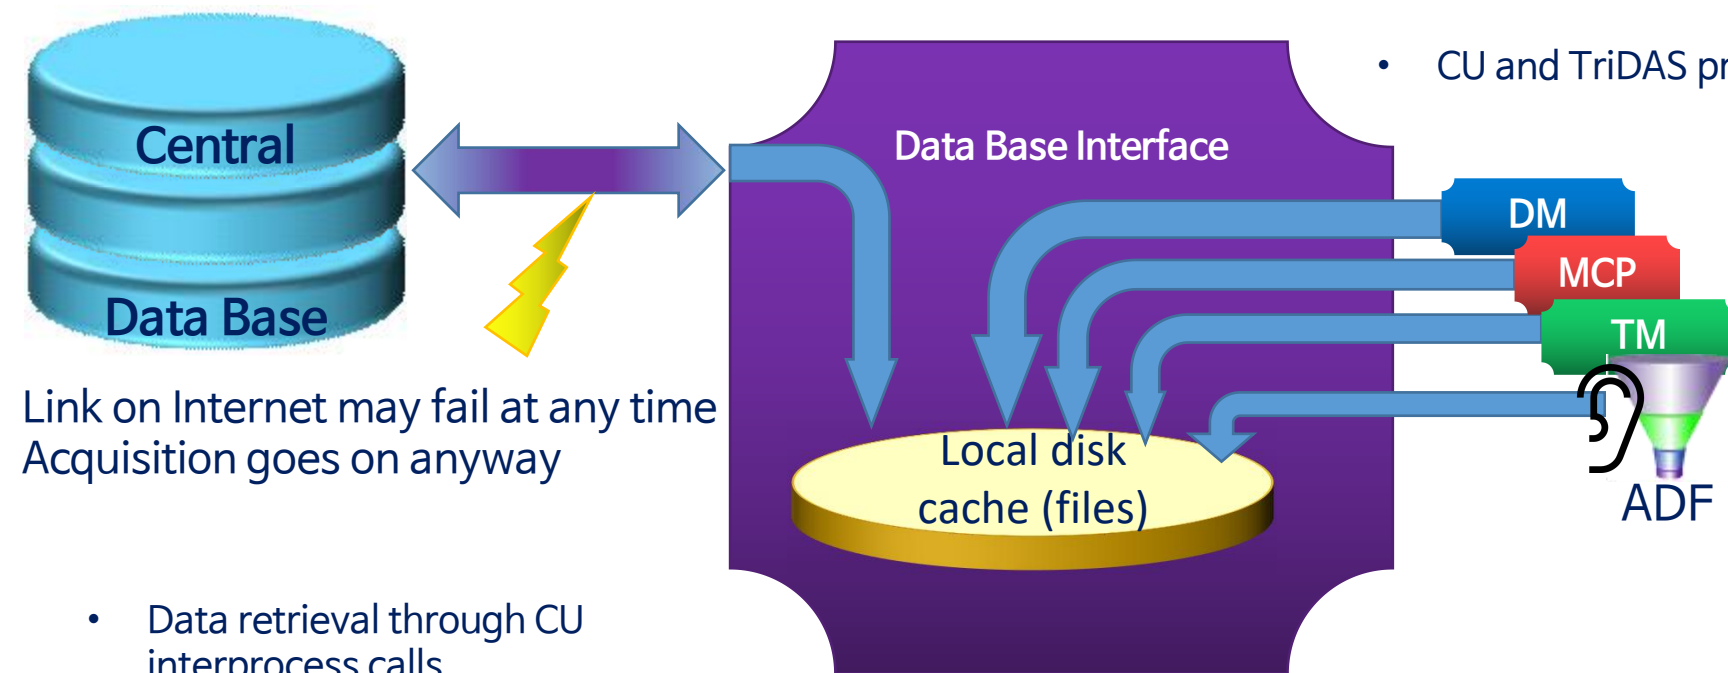 • CU and TriDAS
Central
Data Base
Data Base Interface
DM
MCP
TM
ADF
Link on Internet may fail at any time
Acquisition goes on anyway
Local disk
cache (files)
• Data retrieval through CU
interprocess calls